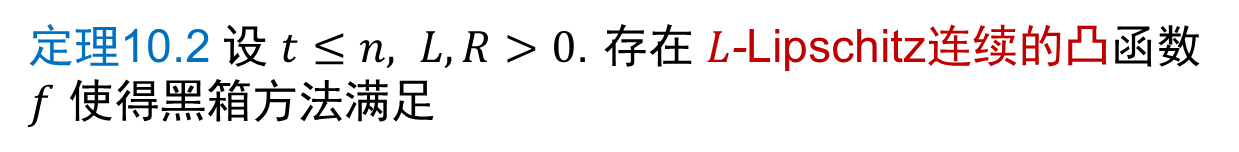 定理10.2 设 𝑡 ≤ 𝑛, 𝐿, 𝑅 > 0. 存在 𝐿-Lipschitz连续的凸函数
𝑓 使得黑箱方法满足